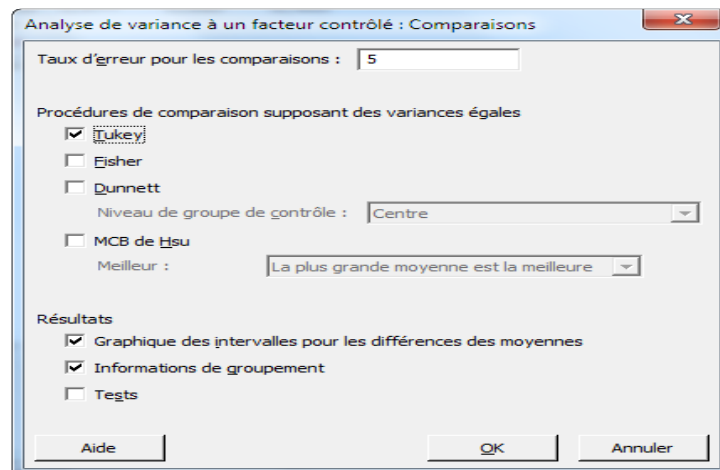 Analyse de variance à un facteur contrôlé : Comparaisons
Taux d'erreur pour les comparaisons : 5
Procédures de comparaison supposant des variances égales
Tukey
Fisher
Dunnett
Niveau de groupe de contrôle : Centre
MCB de Hsu
Meilleur : La plus grande moyenne est la meilleure
Résultats
Graphique des intervalles pour les différences des moyennes
Informations de groupement
Tests
Aide OK Annuler